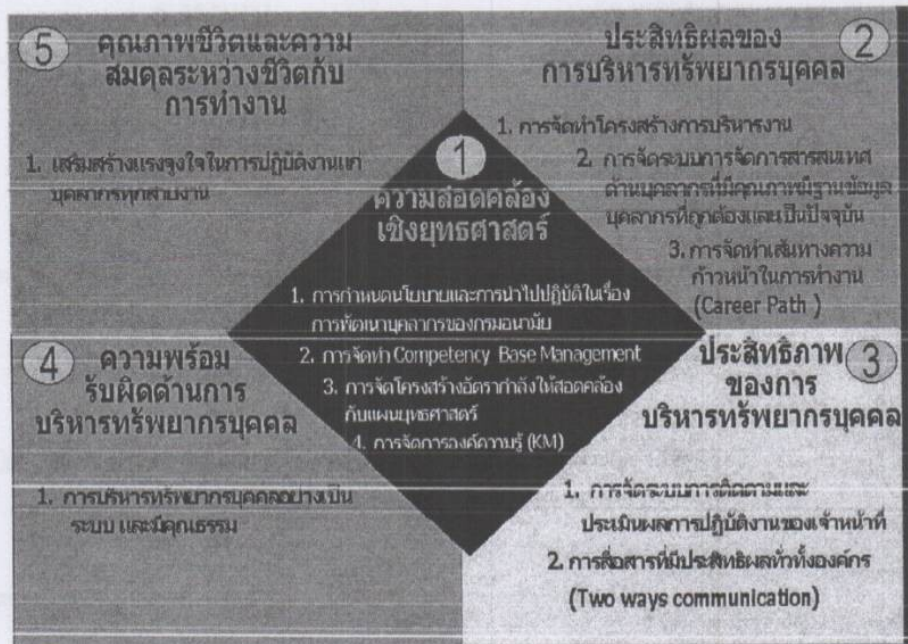 5
คุณภาพชีวิตและความ
สมดุลระหว่างชีวิตกับ
การทำงาน
1. เสริมสร้างแรงจูงใจในการปฏิบัติงานแก่
บุคลากรทุกสายงาน
2
ประสิทธิผลของ
การบริหารทรัพยากรบุคคล
1. การจัดทำโครงสร้างการบริหารงาน
2. การจัดระบบการจัดการสารสนเทศ
ด้านบุคลากรที่มีคุณภาพมีฐานข้อมูล
บุคลากรที่ถูกต้องและเป็นปัจจุบัน
3. การจัดทำเส้นทางความ
ก้าวหน้าในการทำงาน
(Career Path )
1
ความสอดคล้อง
เชิงยุทธศาสตร์
1. การกำหนดนโยบายและการนำไปปฏิบัติในเรื่อง
การพัฒนาบุคลากรของกรมอนามัย
2. การจัดทำ Competency Base Management
3. การจัดโครงสร้างอัตรากำลังให้สอดคล้อง
กับแผนยุทธศาสตร์
4. การจัดการองค์ความรู้ (KM)
4
ความพร้อม
รับผิดด้านการ
บริหารทรัพยากรบุคคล
1. การบริหารทรัพยากรบุคคลอย่างเป็น
ระบบ และมีคุณธรรม
3
ประสิทธิภาพ
ของการ
บริหารทรัพยากรบุคคล
1. การจัดระบบการติดตามและ
ประเมินผลการปฏิบัติงานของเจ้าหน้าที่
2. การสื่อสารที่มีประสิทธิผลทั่วทั้งองค์กร
(Two ways communication)